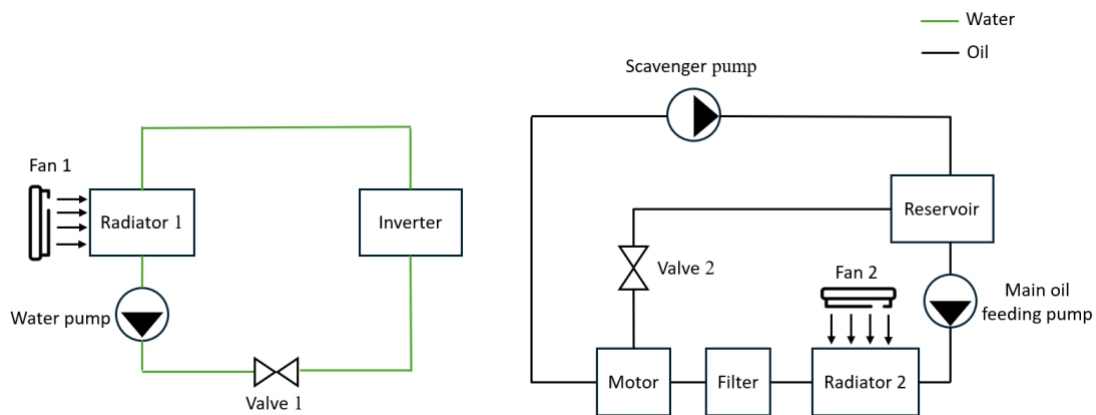 Water
Oil
Scavenger pump
Fan 1
Radiator 1
Inverter
Reservoir
Valve 2
Fan 2
Water pump
Main oil
feeding pump
Motor
Filter
Radiator 2
Valve 1